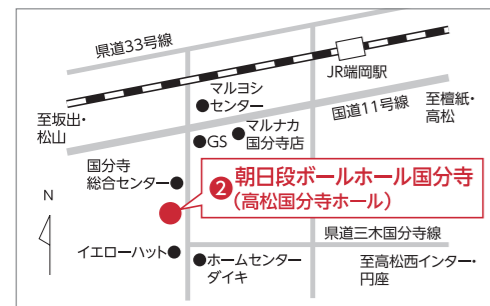 県道33号線
JR端岡駅
マルヨシ
センター
国道11号線
至坂出・
松山
至檀紙・
高松
GS
マルナカ
国分寺店
国分寺
総合センター
❷朝日段ボールホール国分寺
(高松国分寺ホール)
N
県道三木国分寺線
イエローハット
ホームセンター
ダイキ
至高松西インター・
円座